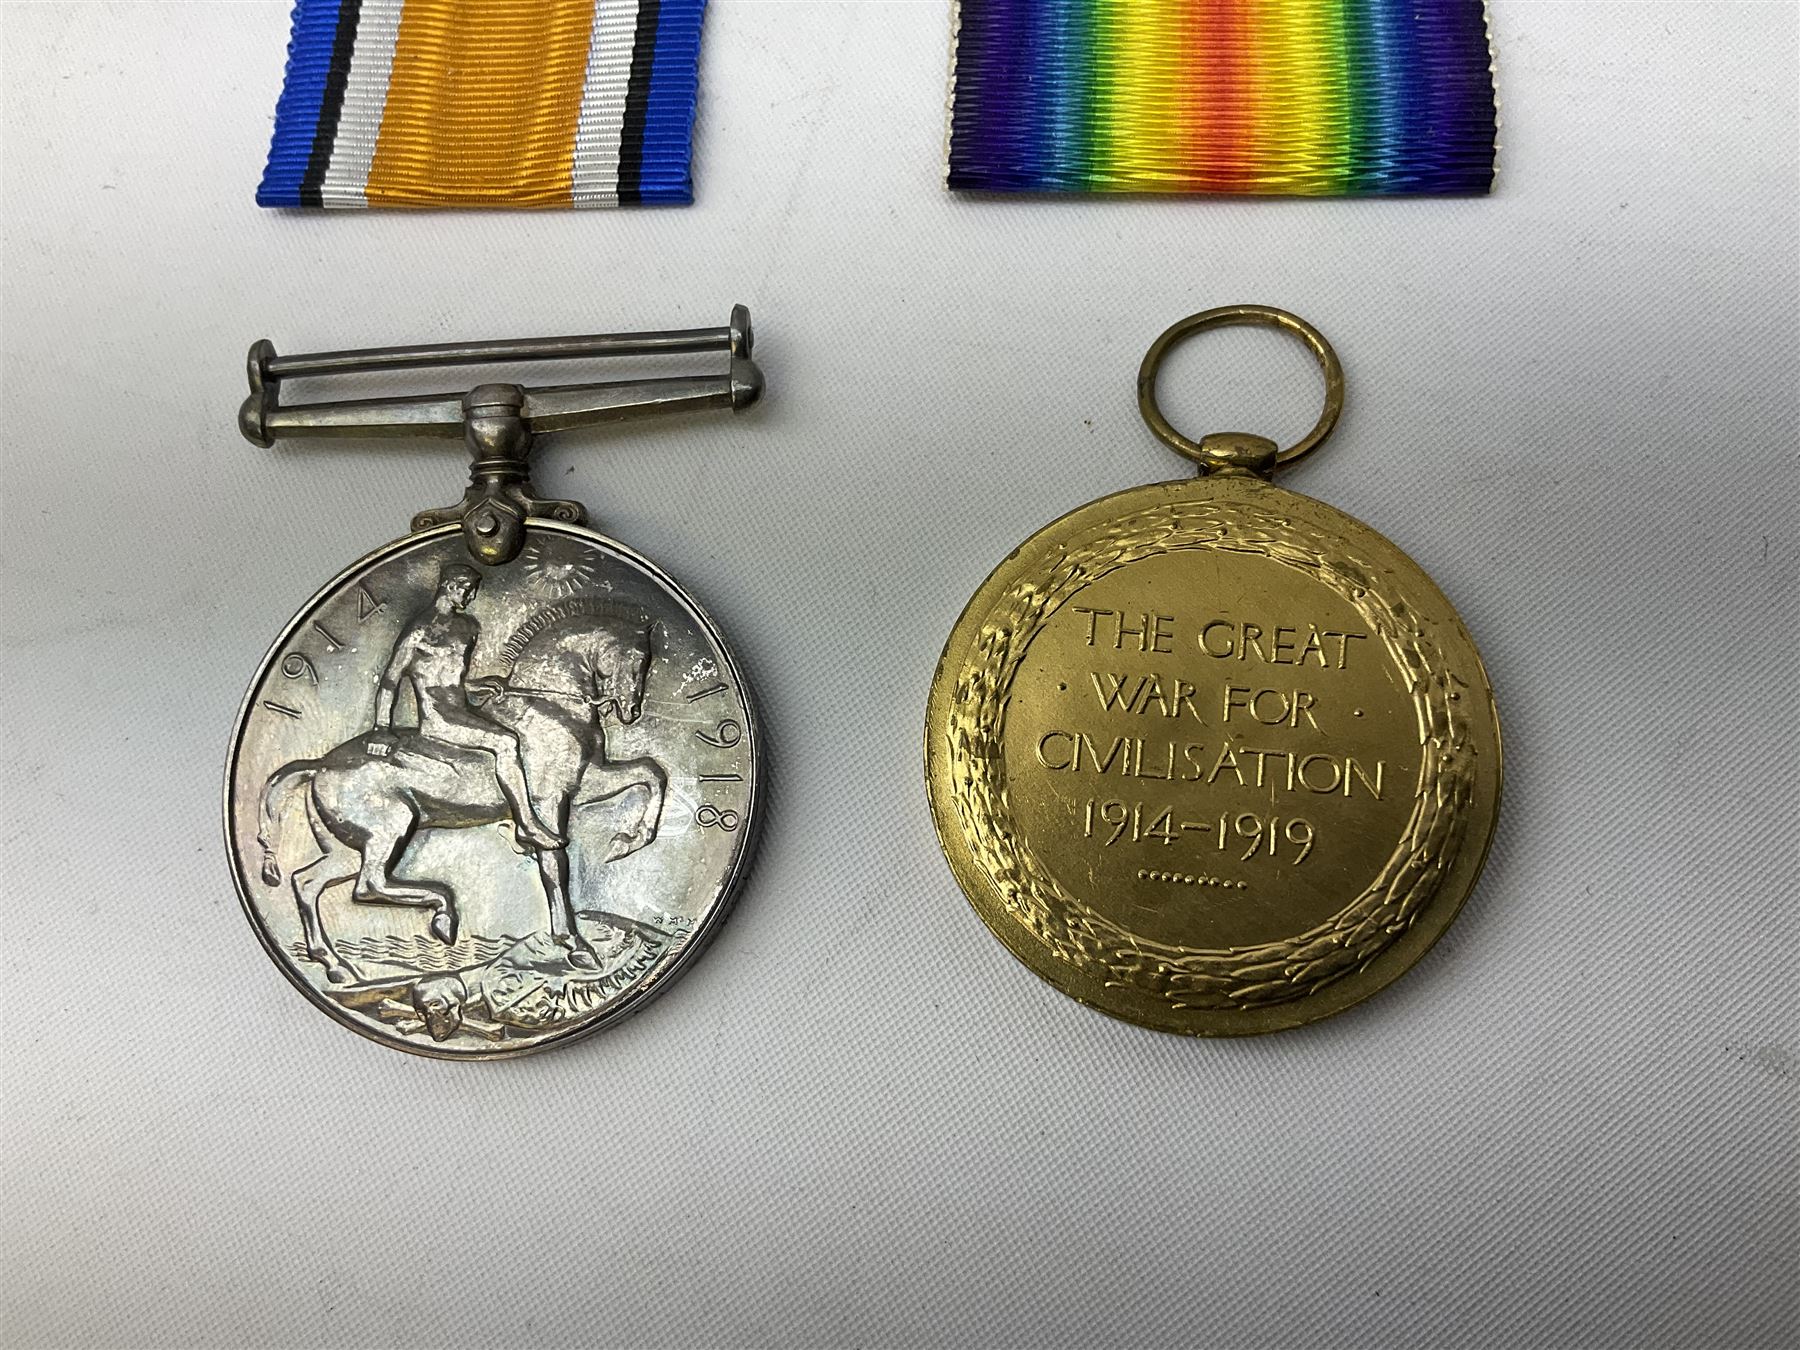 1914
1918
THE GREAT
WAR FOR
CIVILISATION
1914-1919